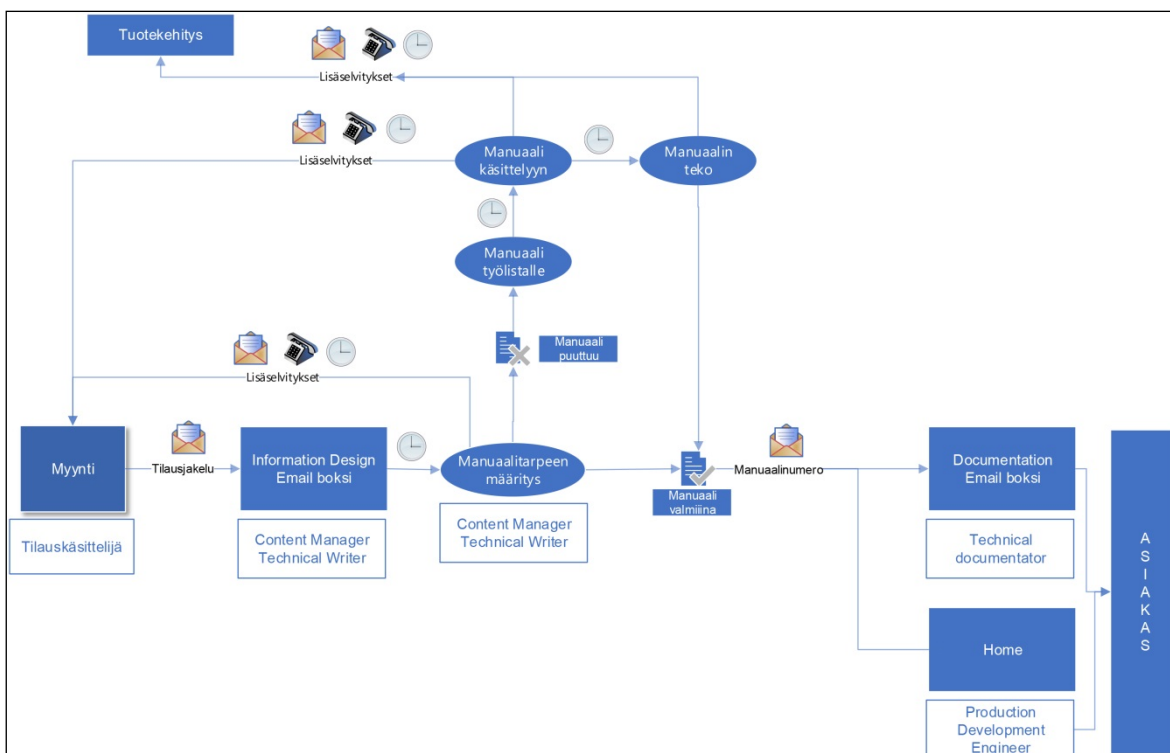 Tuotekehitys
Lisäselvitykset
Lisäselvitykset
Manuaali
käsittelyyn
Manuaalin
teko
Manuaali
työlistalle
Manuaali
puuttuu
Lisäselvitykset
Myynti
Tilausjakelu
Information Design
Email boksi
Manuaalitarpeen
määritys
Manuaalinumero
Documentation
Email boksi
Manuaali
valmiina
Tilauskäsittelijä
Content Manager
Technical Writer
Content Manager
Technical Writer
Technical
documentator
Home
Production
Development
Engineer
A
S
I
A
K
A
S